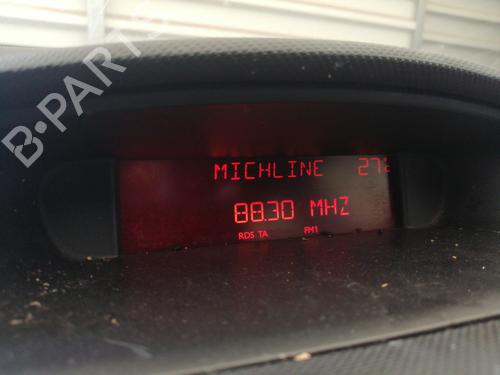 B-PARTS
MICHLINE 27°
88.30 MHZ
RDS TA FM1